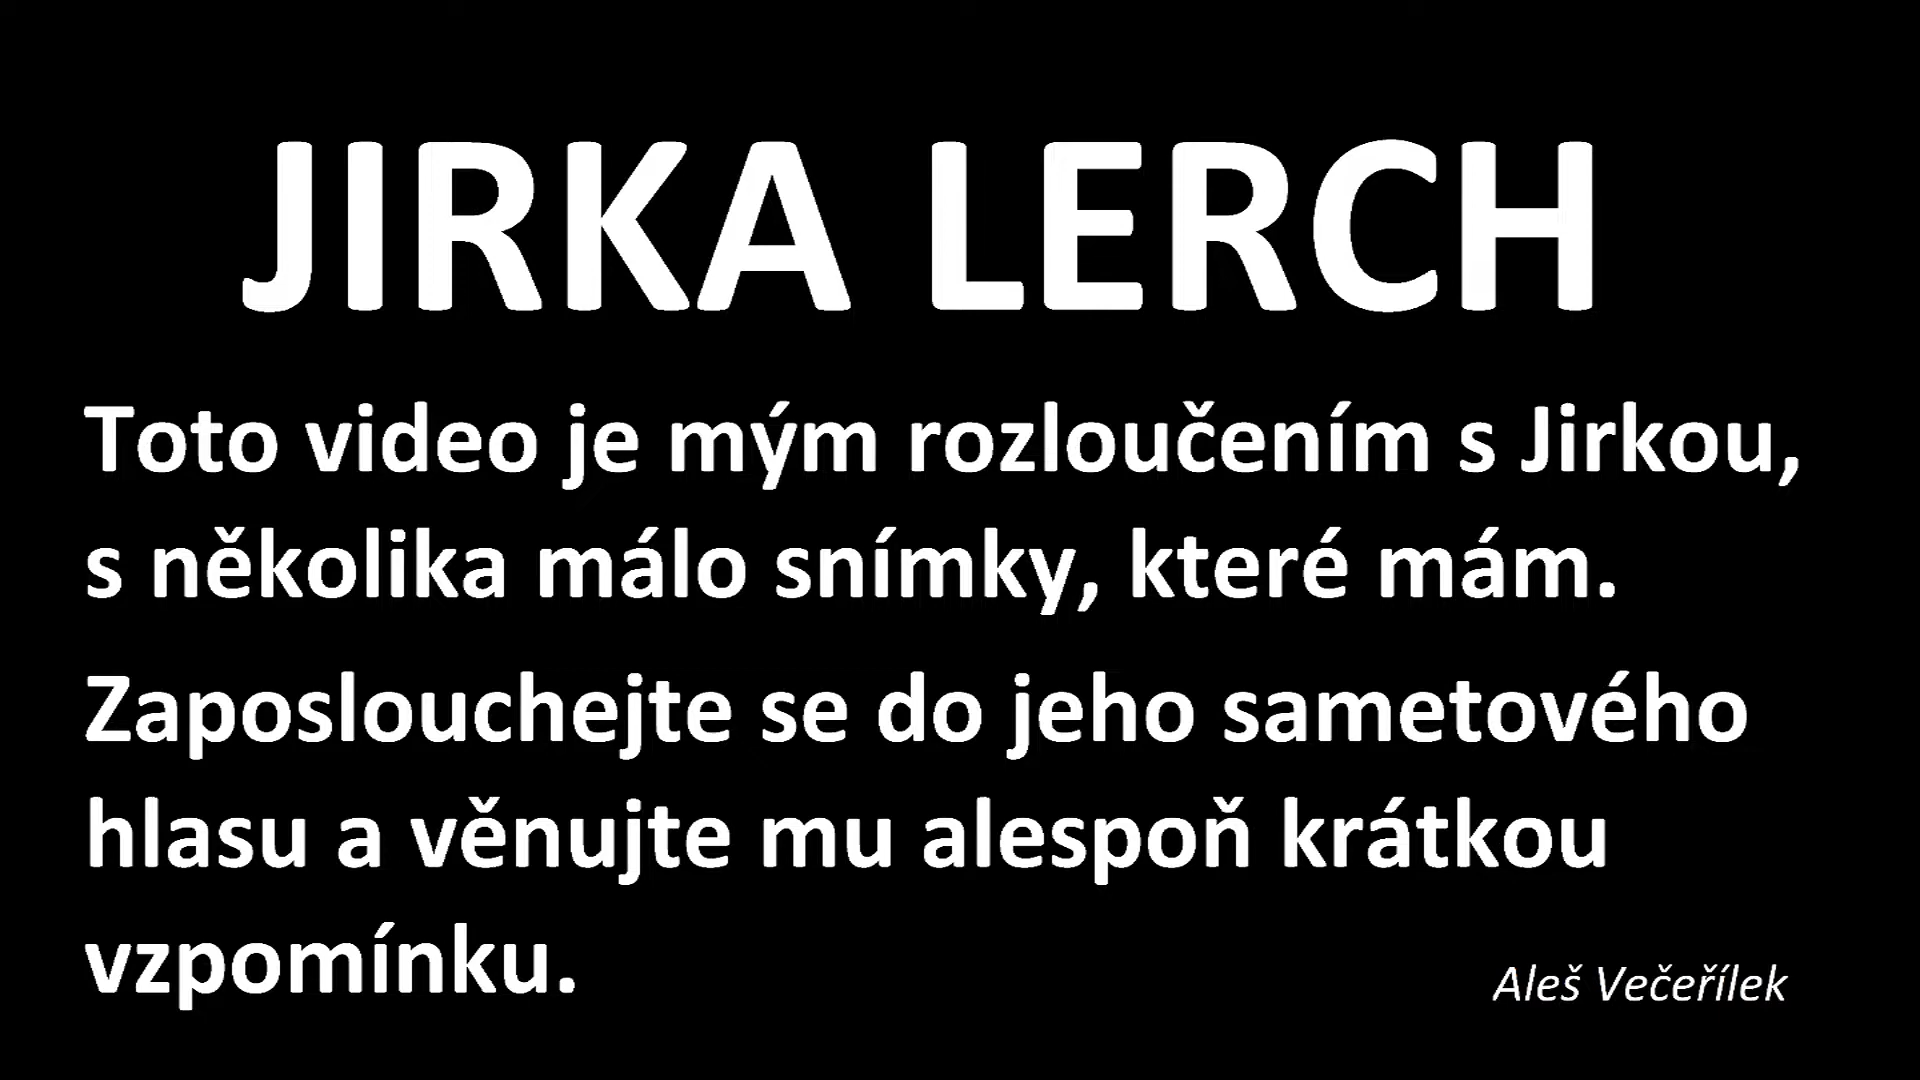 JIRKA LERCH
Toto video je mým rozloučením s Jirkou,
s několika málo snímky, které mám.
Zaposlouchejte se do jeho sametového
hlasu a věnujte mu alespoň krátkou
vzpomínku.
Aleš Večeřílek